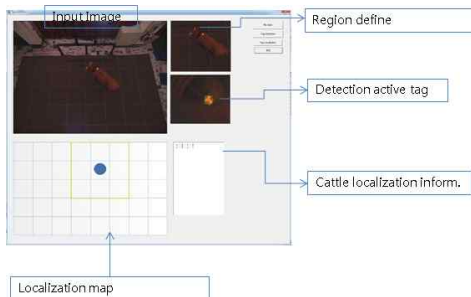 Input Image
Region define
Detection active tag
Cattle localization inform.
Localization map